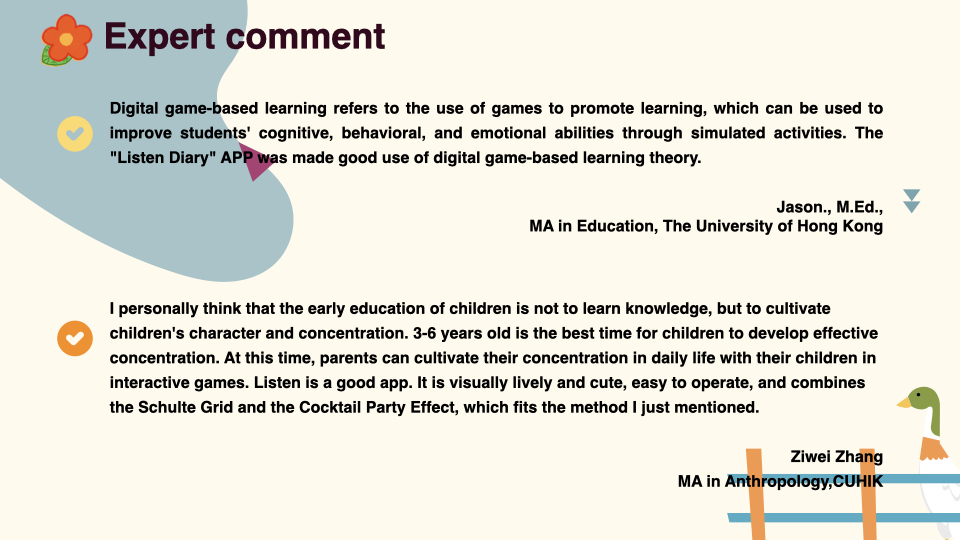 Expert comment
Digital game-based learning refers to the use of games to promote learning, which can be used to
improve students' cognitive, behavioral, and emotional abilities through simulated activities. The
"Listen Diary" APP was made good use of digital game-based learning theory.
Jason., M.Ed.,
MA in Education, The University of Hong Kong
I personally think that the early education of children is not to learn knowledge, but to cultivate
children's character and concentration. 3-6 years old is the best time for children to develop effective
concentration. At this time, parents can cultivate their concentration in daily life with their children in
interactive games. Listen is a good app. It is visually lively and cute, easy to operate, and combines
the Schulte Grid and the Cocktail Party Effect, which fits the method I just mentioned.
Ziwei Zhang
MA in Anthropology,CUHIK